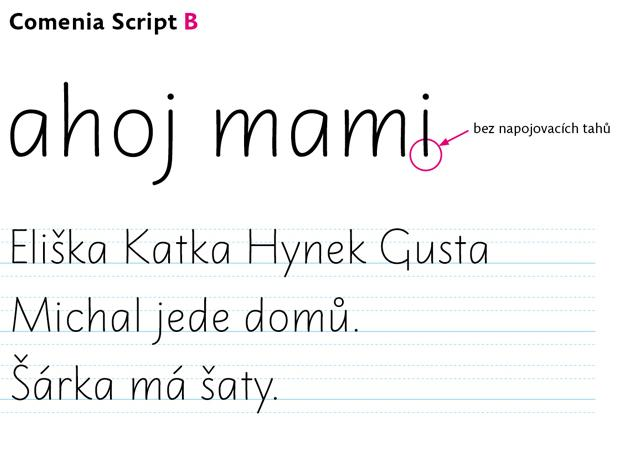 Comenia Script B
ahoj mami
bez napojovacích tahů
Eliška Katka Hynek Gusta
Michal jede domů.
Šárka má šaty.